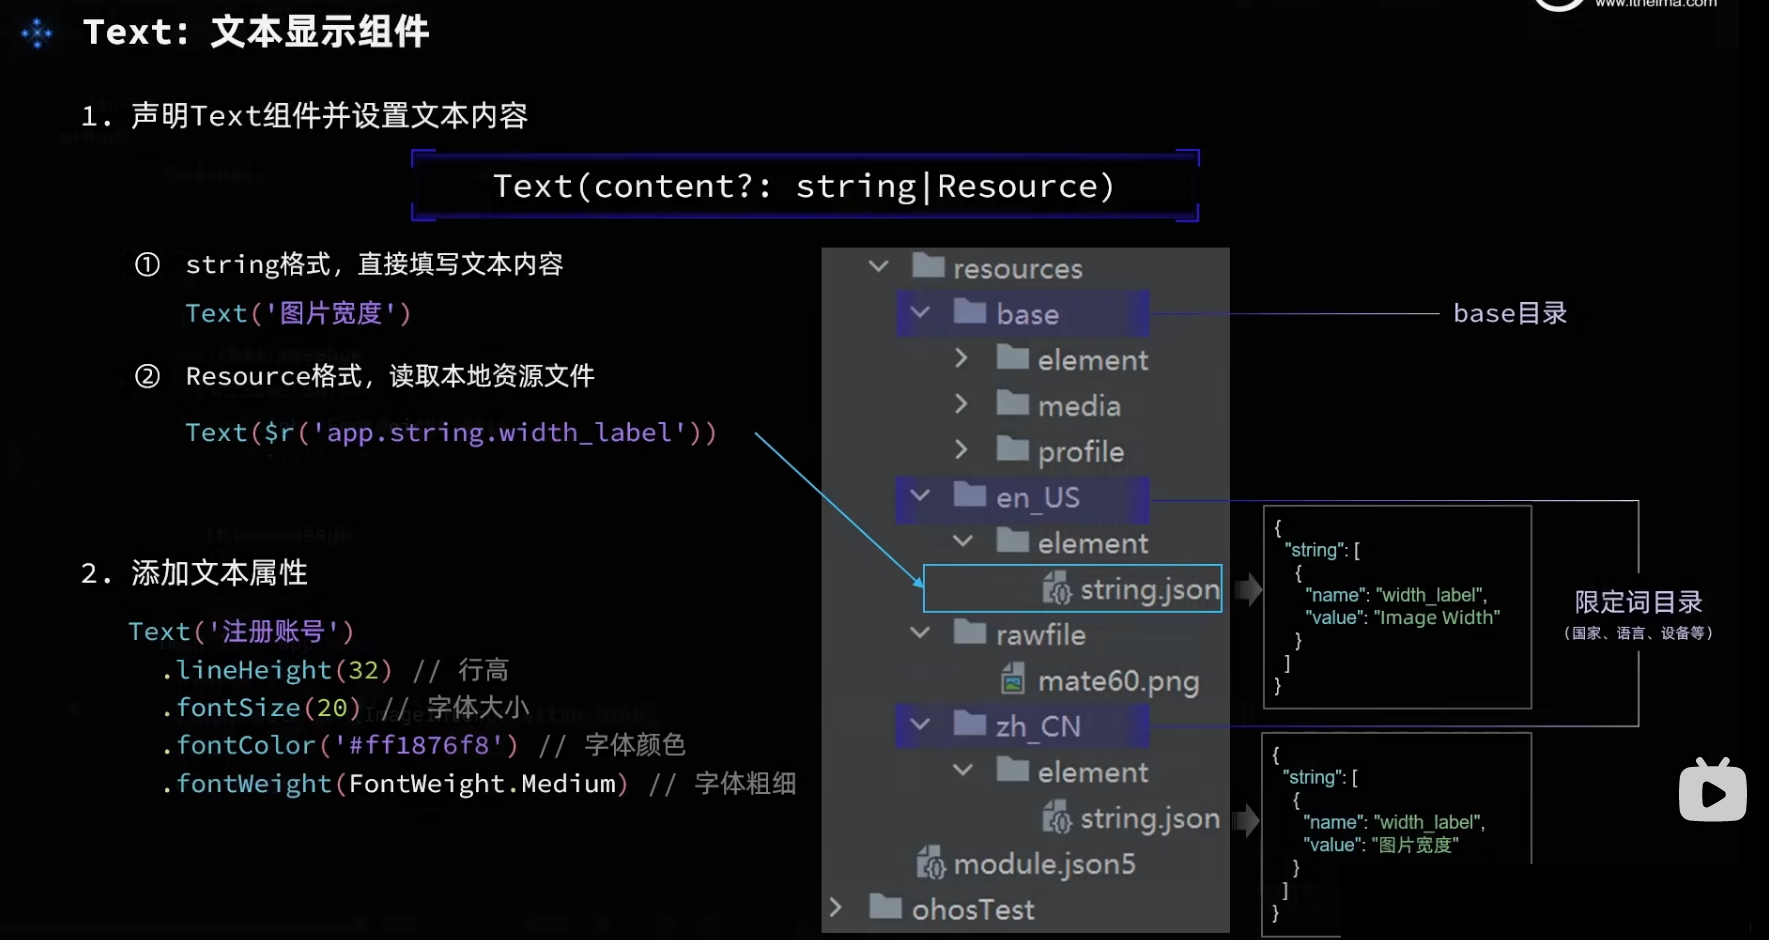 www.itheima.com
Text: 文本显示组件
1. 声明Text组件并设置文本内容
Text(content?: string|Resource)
① string格式，直接填写文本内容
Text('图片宽度')
② Resource格式，读取本地资源文件
Text($r('app.string.width_label'))
2. 添加文本属性
Text('注册账号')
.lineHeight(32) // 行高
.fontSize(20) // 字体大小
.fontColor('#ff1876f8') // 字体颜色
.fontWeight(FontWeight.Medium) // 字体粗细
resources
base
element
media
profile
en_US
element
string.json
rawfile
mate60.png
zh_CN
element
string.json
module.json5
ohosTest
base目录
{
"string": [
{
"name": "width_label",
"value": "Image Width"
}
]
}
限定词目录
（国家、语言、设备等）
{
"string": [
{
"name": "width_label",
"value": "图片宽度"
}
]
}